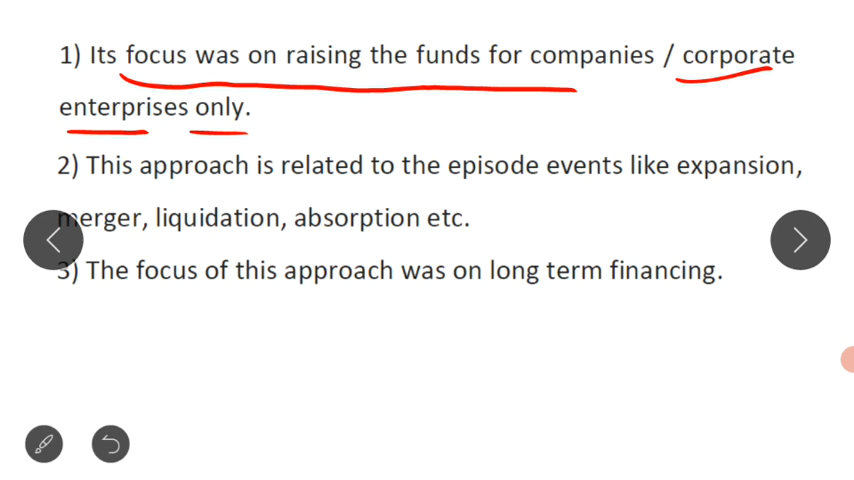 1) Its focus was on raising the funds for companies / corporate
enterprises only.
2) This approach is related to the episode events like expansion,
merger, liquidation, absorption etc.
3) The focus of this approach was on long term financing.